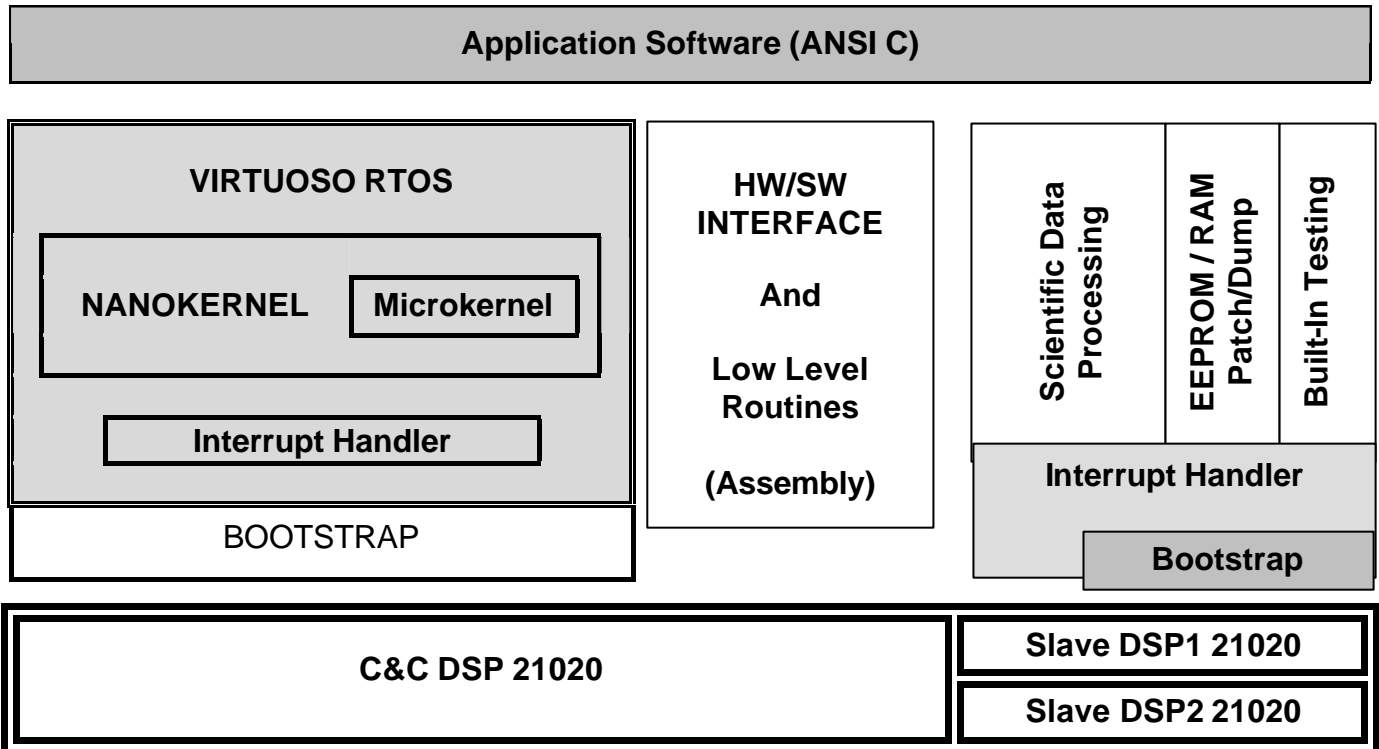 Application Software (ANSI C)
VIRTUOSO RTOS
NANOKERNEL
Microkernel
Interrupt Handler
BOOTSTRAP
HW/SW
INTERFACE
And
Low Level
Routines
(Assembly)
Scientific Data
Processing
EEPROM / RAM
Patch/Dump
Built-In Testing
Interrupt Handler
Bootstrap
C&C DSP 21020
Slave DSP1 21020
Slave DSP2 21020